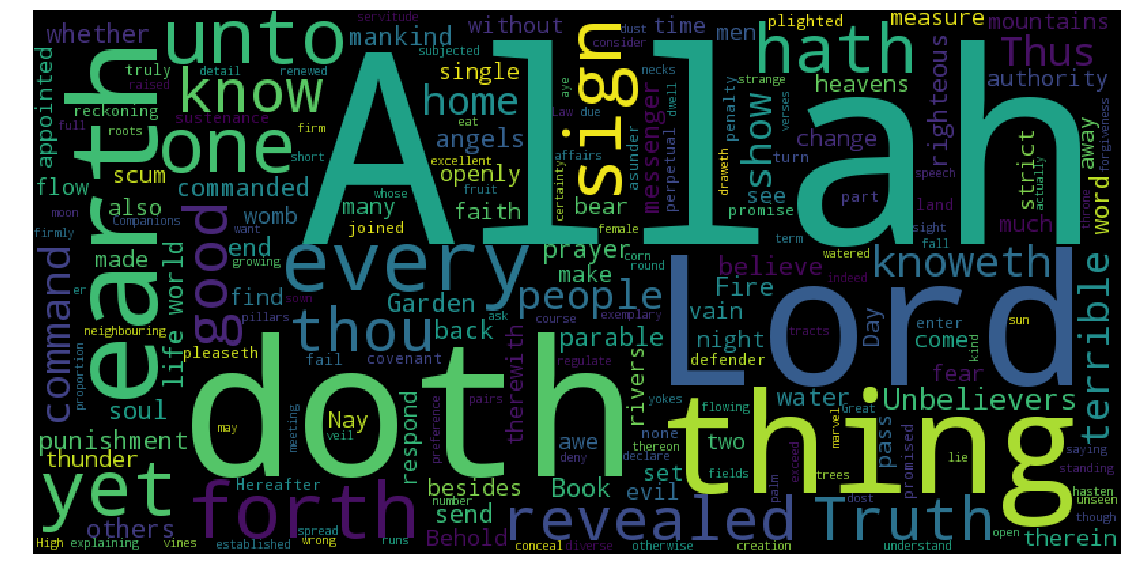 Allah
Lord
doth
thing
earth
sign
unto
know
one
every
thou
yet
forth
revealed
Truth
hath
good
people
knoweth
show
Thus
command
terrible
Unbelievers
home
mankind
single
angels
faith
many
openly
bear
messenger
without
time
men
whether
servitude
subjected
consider
dust
plighted
measure
mountains
authority
heavens
righteous
change
penalty
strange
verses
turn
away
word
strict
forgiveness
appointed
truly
detail
renewed
raised
reckoning
sustenance
necks
aye
Law
due
dwell
full
roots
firm
eat
excellent
affairs
asunder
perpetual
draweth
flow
scum
commanded
short
whose
fruit
certainty
see
promise
part
speech
land
actually
throne
also
womb
joined
female
much
moon
Companions
firmly
want
made
end
growing
prayer
corn
round
term
watered
sight
fall
indeed
believe
make
er
life
world
find
Garden
sown
pillars
course
ask
exemplary
Fire
vain
tracts
Day
enter
come
kind
sun
neighbouring
pleaseth
fail
back
covenant
parable
night
defender
fear
proportion
soul
Nay
respond
preference
pairs
therewith
regulate
rivers
yokes
flowing
water
Great
pass
promised
punishment
may
veil
meeting
deny
awe
none
thereon
declare
two
marvel
exceed
lie
saying
thunder
standing
Hereafter
besides
Book
set
fields
trees
palm
dost
hasten
unseen
others
number
send
evil
though
High
explaining
vines
spread
established
wrong
runs
Behold
conceal
diverse
otherwise
creation
understand
open
therein